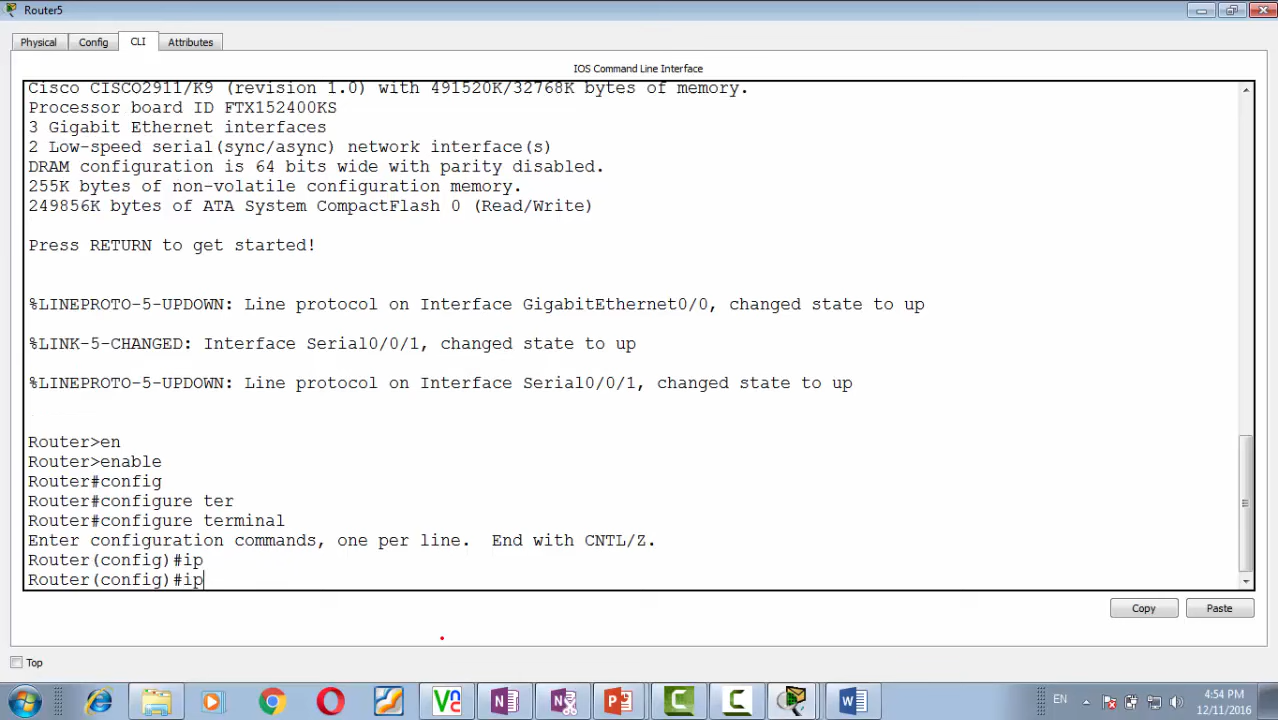 Router5
Physical
Config
CLI
Attributes
IOS Command Line Interface
Cisco CISCO2911/K9 (revision 1.0) with 491520K/32768K bytes of memory.
Processor board ID FTX152400KS
3 Gigabit Ethernet interfaces
2 Low-speed serial(sync/async) network interface(s)
DRAM configuration is 64 bits wide with parity disabled.
255K bytes of non-volatile configuration memory.
249856K bytes of ATA System CompactFlash 0 (Read/Write)
Press RETURN to get started!
%LINEPROTO-5-UPDOWN: Line protocol on Interface GigabitEthernet0/0, changed state to up
%LINK-5-CHANGED: Interface Serial0/0/1, changed state to up
%LINEPROTO-5-UPDOWN: Line protocol on Interface Serial0/0/1, changed state to up
Router>en
Router>enable
Router#config
Router#configure ter
Router#configure terminal
Enter configuration commands, one per line.  End with CNTL/Z.
Router(config)#ip
Router(config)#ip
Copy
Paste
Top
EN
4:54 PM
12/11/2016